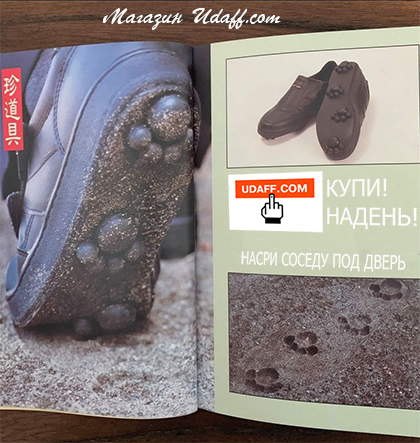 Магазин Udaff.com
珍道具
UDAFF.COM
КУПИ!
НАДЕНЬ!
НАСРИ СОСЕДУ ПОД ДВЕРЬ